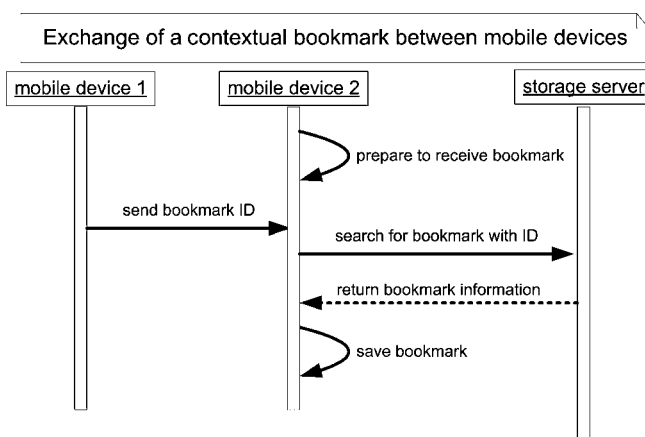 Exchange of a contextual bookmark between mobile devices
mobile device 1
mobile device 2
storage server
prepare to receive bookmark
send bookmark ID
search for bookmark with ID
return bookmark information
save bookmark